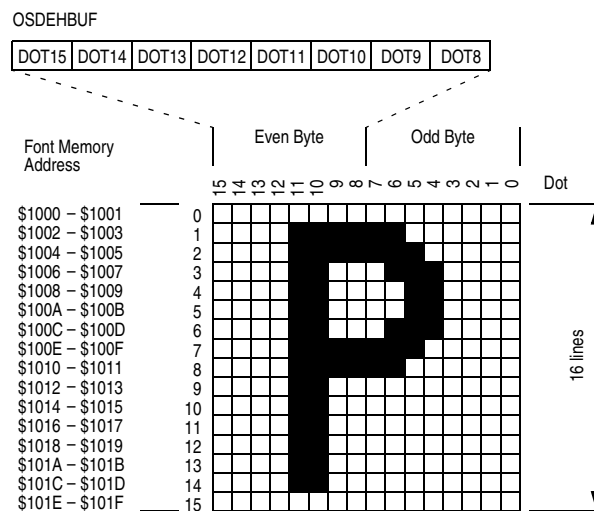 OSDEHBUF
DOT15 DOT14 DOT13 DOT12 DOT11 DOT10 DOT9 DOT8
Font Memory
Address
Even Byte Odd Byte
15 14 13 12 11 10 9 8 7 6 5 4 3 2 1 0 Dot
$1000 – $1001 0
$1002 – $1003 1
$1004 – $1005 2
$1006 – $1007 3
$1008 – $1009 4
$100A – $100B 5
$100C – $100D 6
$100E – $100F 7
$1010 – $1011 8
$1012 – $1013 9
$1014 – $1015 10
$1016 – $1017 11
$1018 – $1019 12
$101A – $101B 13
$101C – $101D 14
$101E – $101F 15
16 lines